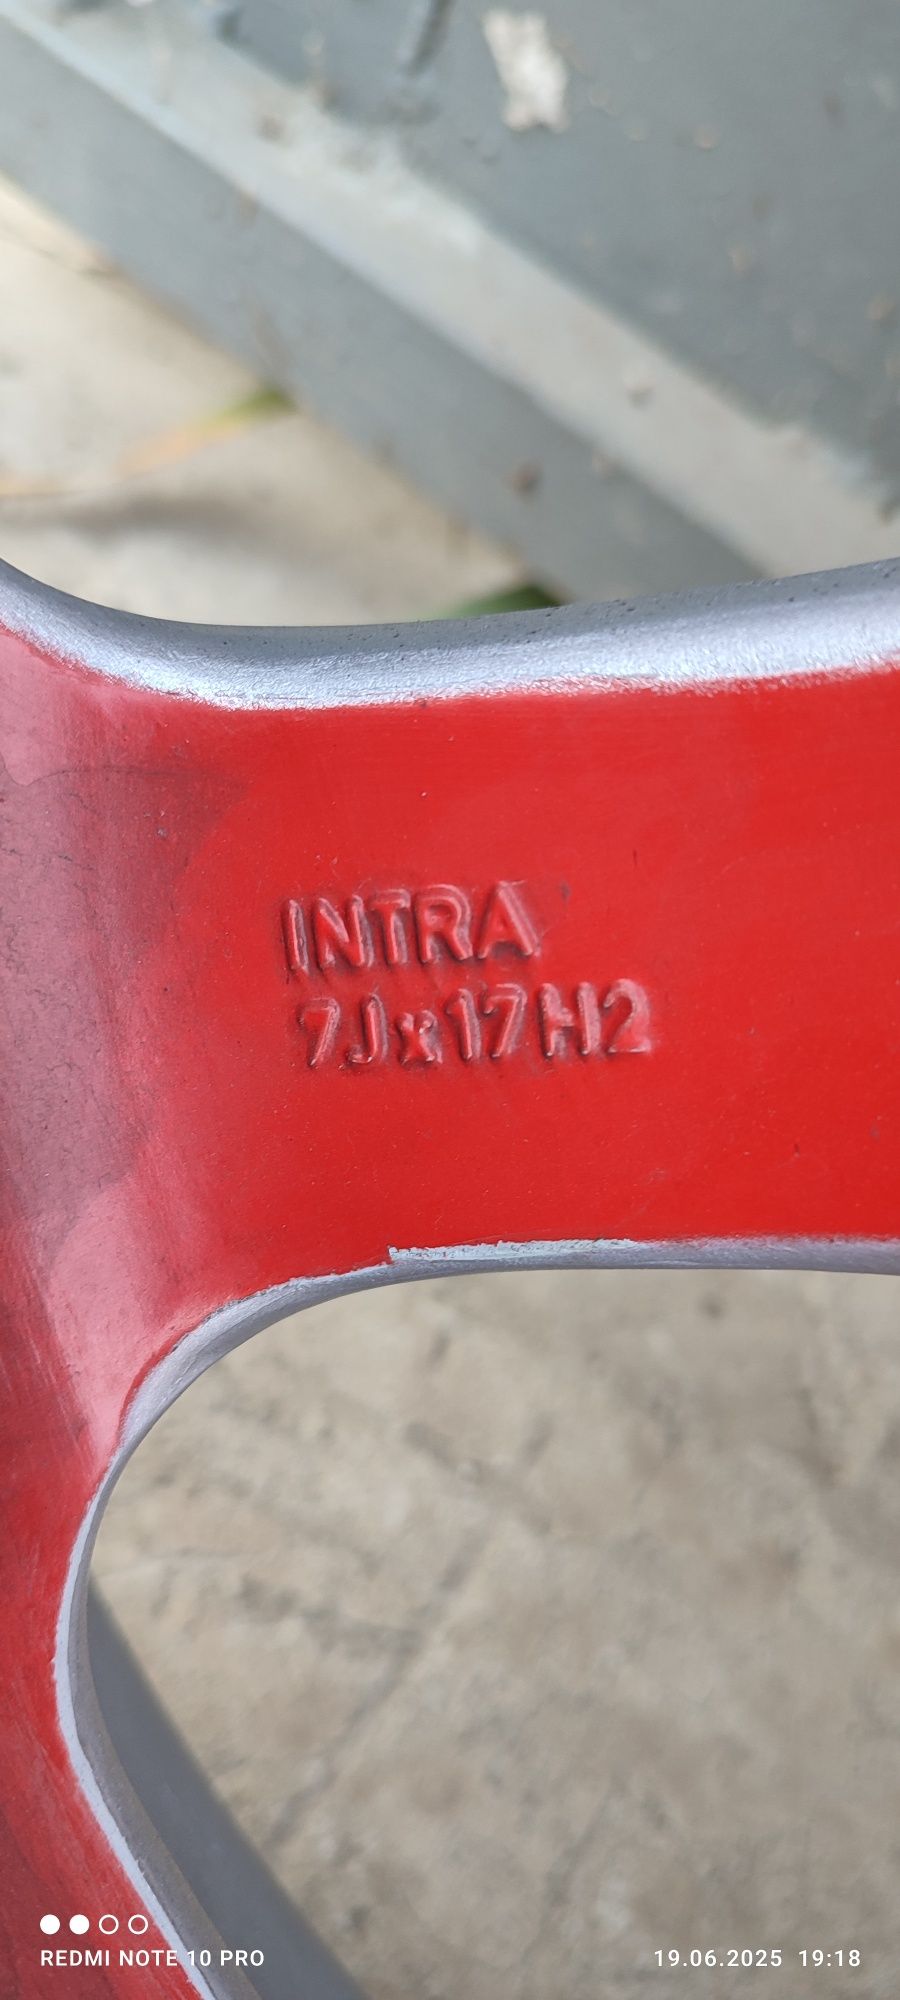 INTRA
7Jx17H2
REDMI NOTE 10 PRO
19.06.2025 19:18